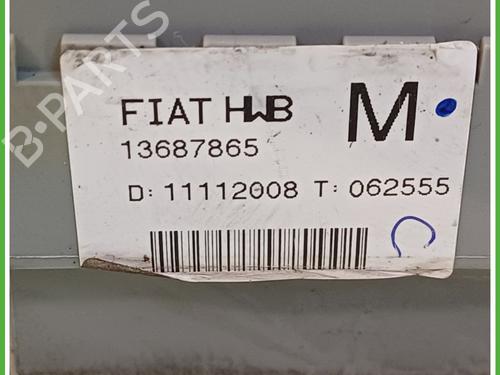 FIAT HWB M
13687865
D: 11112008 T: 062555
C
B-PARTS